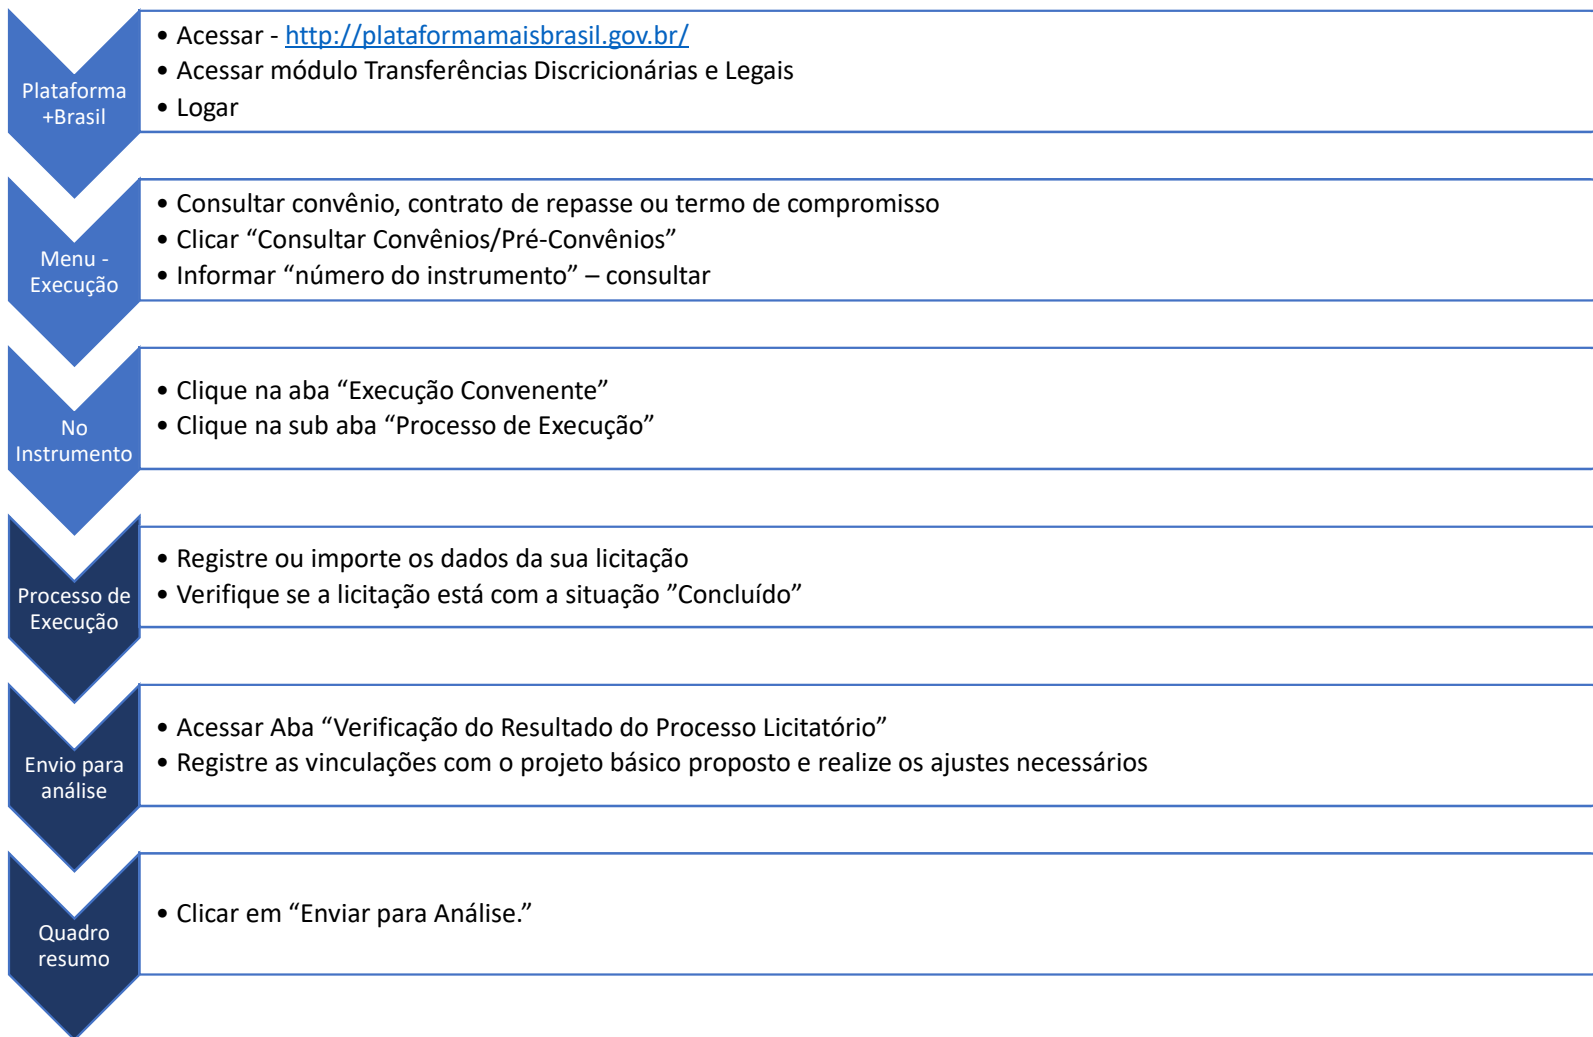 Plataforma
+Brasil
• Acessar - http://plataformamaisbrasil.gov.br/
• Acessar módulo Transferências Discricionárias e Legais
• Logar
Menu -
Execução
• Consultar convênio, contrato de repasse ou termo de compromisso
• Clicar “Consultar Convênios/Pré-Convênios”
• Informar “número do instrumento” – consultar
No
Instrumento
• Clique na aba “Execução Convenente”
• Clique na sub aba “Processo de Execução”
Processo de
Execução
• Registre ou importe os dados da sua licitação
• Verifique se a licitação está com a situação ”Concluído”
Envio para
análise
• Acessar Aba “Verificação do Resultado do Processo Licitatório”
• Registre as vinculações com o projeto básico proposto e realize os ajustes necessários
Quadro
resumo
• Clicar em “Enviar para Análise.”